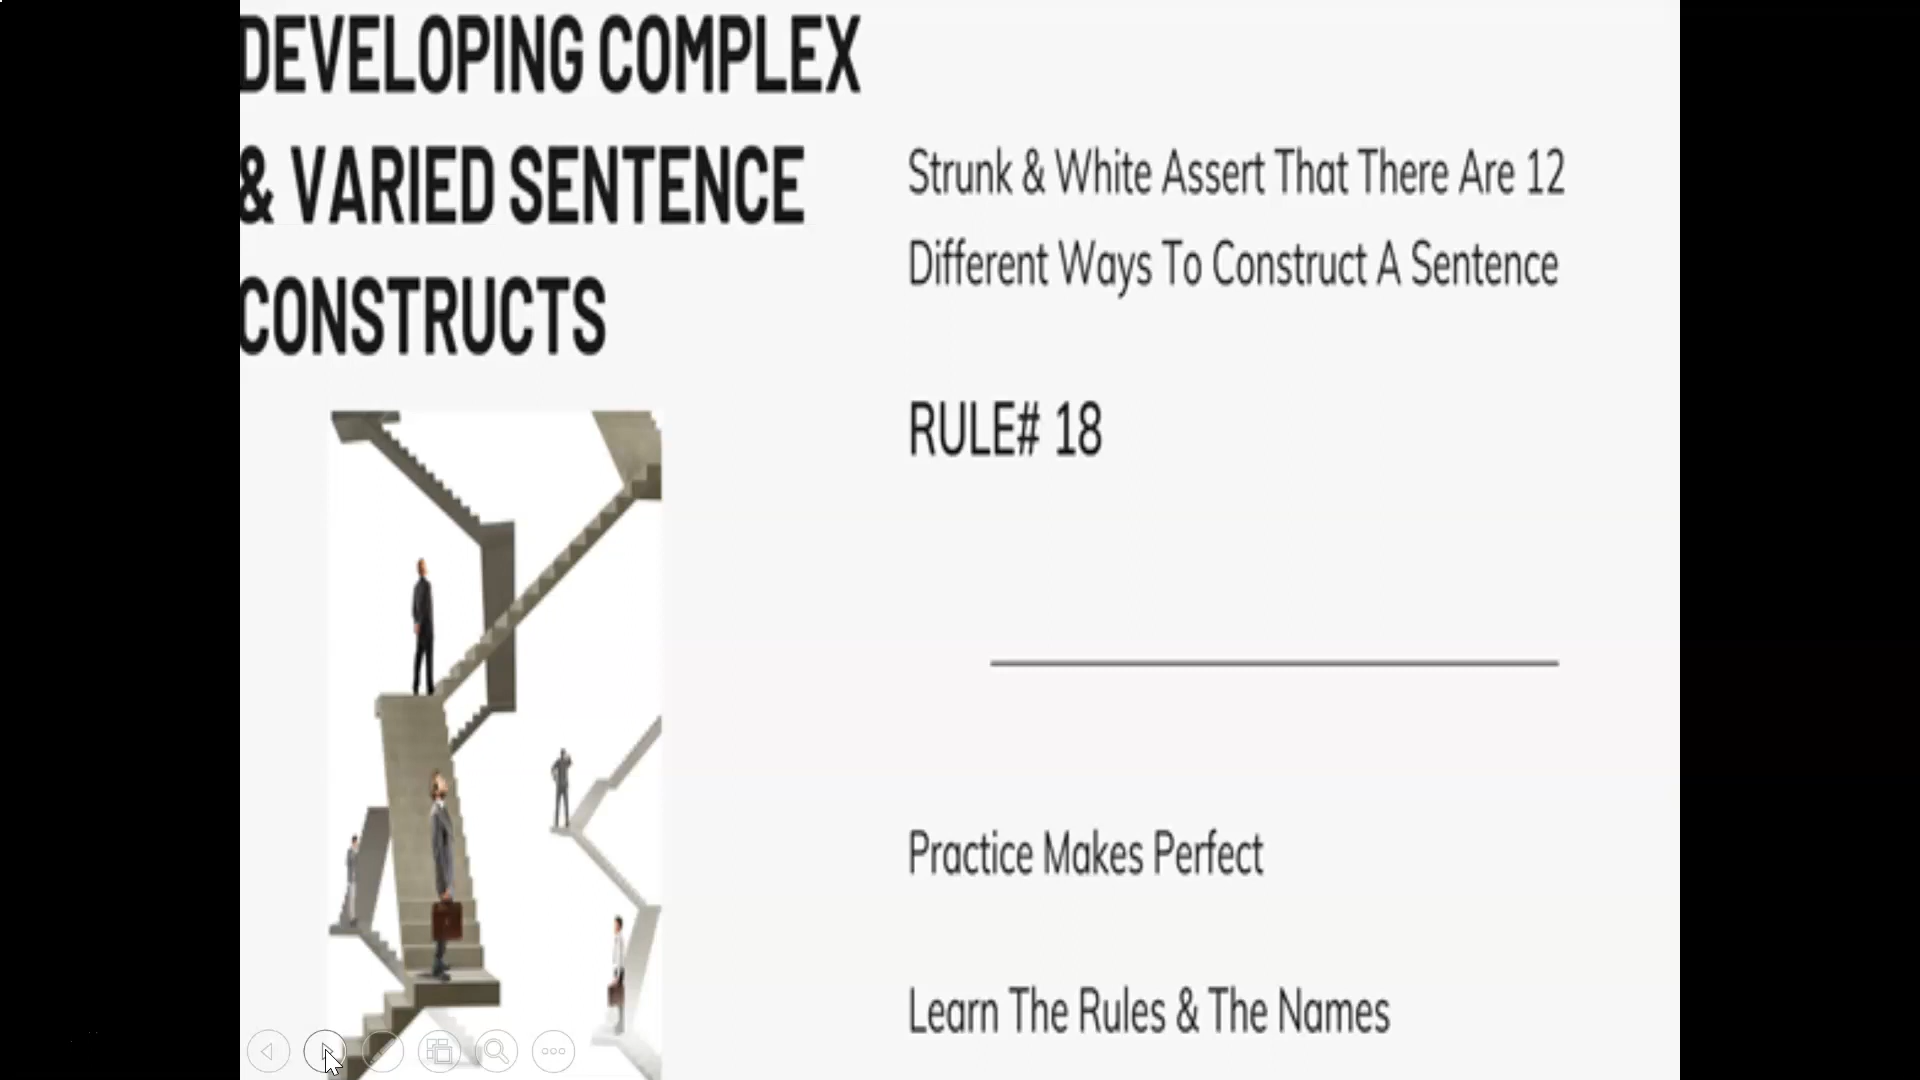 DEVELOPING COMPLEX
& VARIED SENTENCE
CONSTRUCTS
Strunk & White Assert That There Are 12
Different Ways To Construct A Sentence
RULE# 18
Practice Makes Perfect
Learn The Rules & The Names